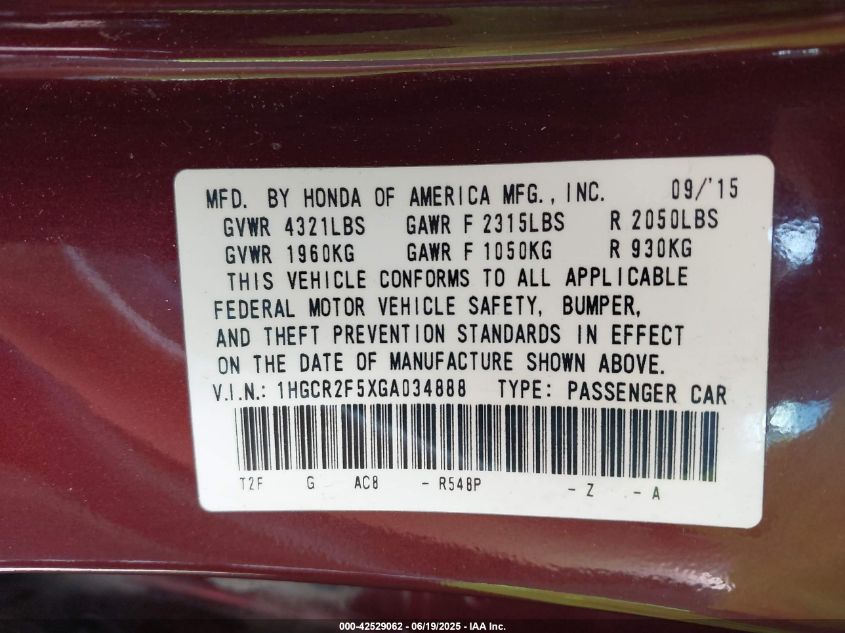 MFD. BY HONDA OF AMERICA MFG., INC. 09/'15
GVWR 4321LBS GAWR F 2315LBS R 2050LBS
GVWR 1960KG GAWR F 1050KG R 930KG
THIS VEHICLE CONFORMS TO ALL APPLICABLE
FEDERAL MOTOR VEHICLE SAFETY, BUMPER,
AND THEFT PREVENTION STANDARDS IN EFFECT
ON THE DATE OF MANUFACTURE SHOWN ABOVE.
V.I.N.: 1HGCR2F5XGA034888 TYPE: PASSENGER CAR
T2F G AC8 - R548P - Z - A
000-42529062 - 06/19/2025 - IAA Inc.